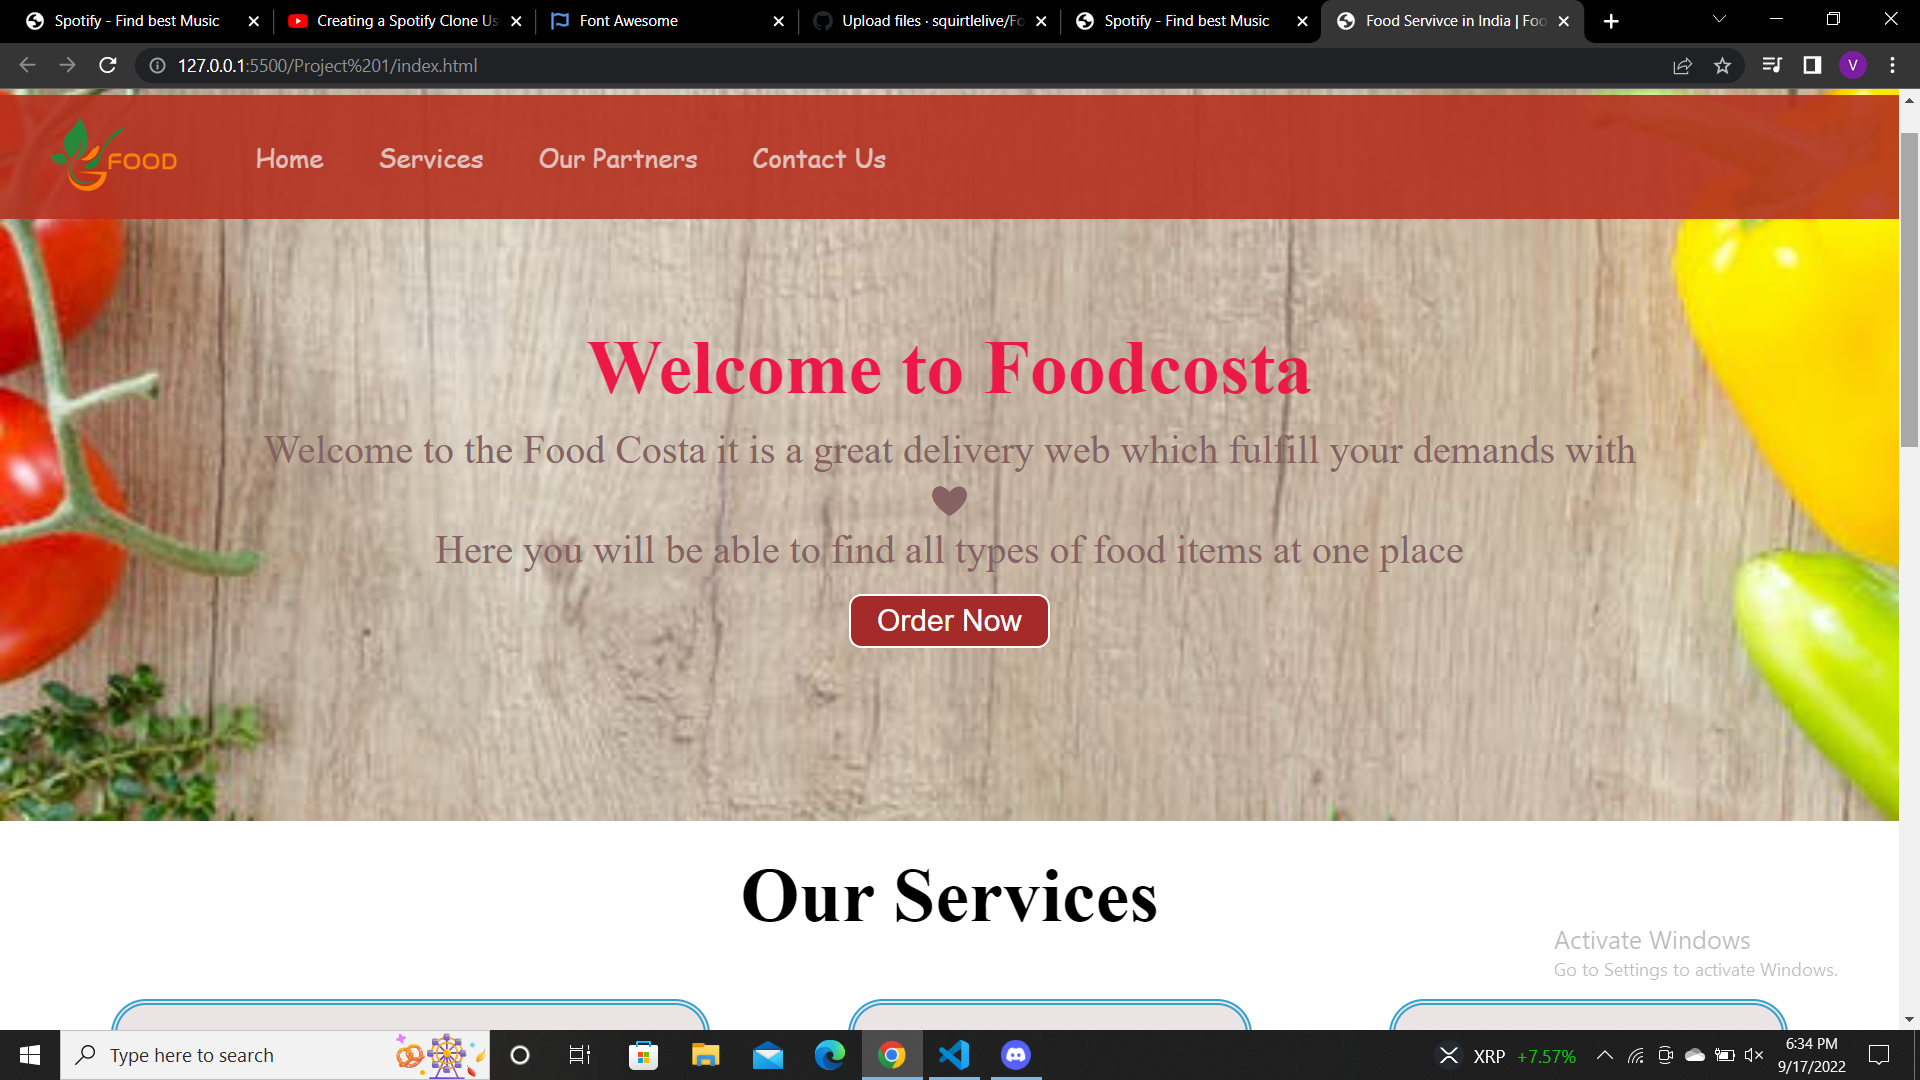 Spotify - Find best Music
Creating a Spotify Clone Us
Font Awesome
Upload files · squirtlelive/Fo
Spotify - Find best Music
Food Servivce in India | Foo
127.0.0.1:5500/Project%201/index.html
V
FOOD
Home
Services
Our Partners
Contact Us
Welcome to Foodcosta
Welcome to the Food Costa it is a great delivery web which fulfill your demands with
Here you will be able to find all types of food items at one place
Order Now
Our Services
Activate Windows
Go to Settings to activate Windows.
Type here to search
XRP +7.57%
6:34 PM
9/17/2022